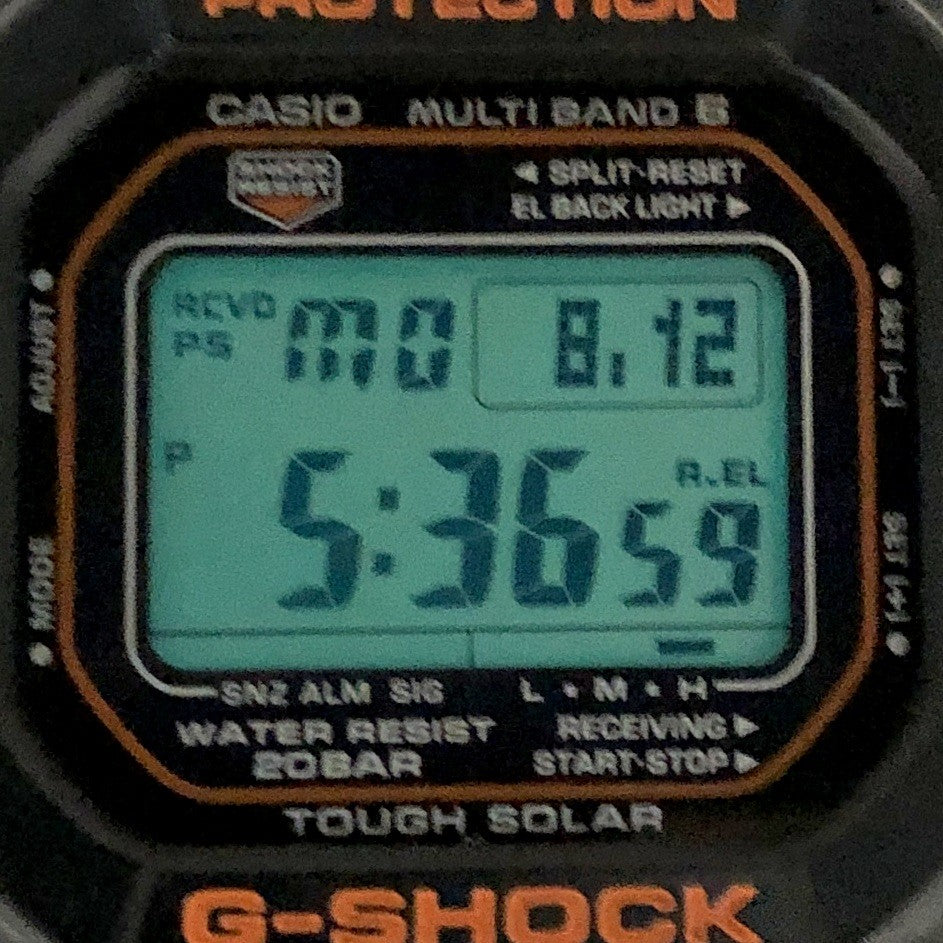 PROTECTION
CASIO MULTI BAND 6
SHOCK RESIST
◄ SPLIT·RESET
EL BACK LIGHT ►
ADJUST
SET (−)
RCVD
PS
MO 8.12
P
5:36 59
A.EL
MODE
SET (+)
SNZ ALM SIG L • M • H
WATER RESIST
20BAR
RECEIVING ►
START·STOP ►
TOUGH SOLAR
G-SHOCK